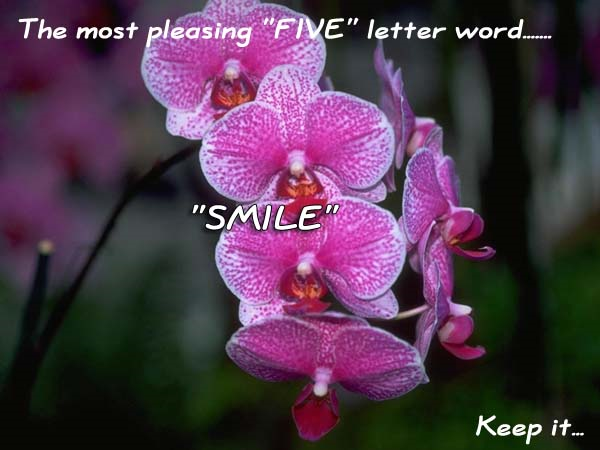 The most pleasing "FIVE" letter word.......
"SMILE"
Keep it...